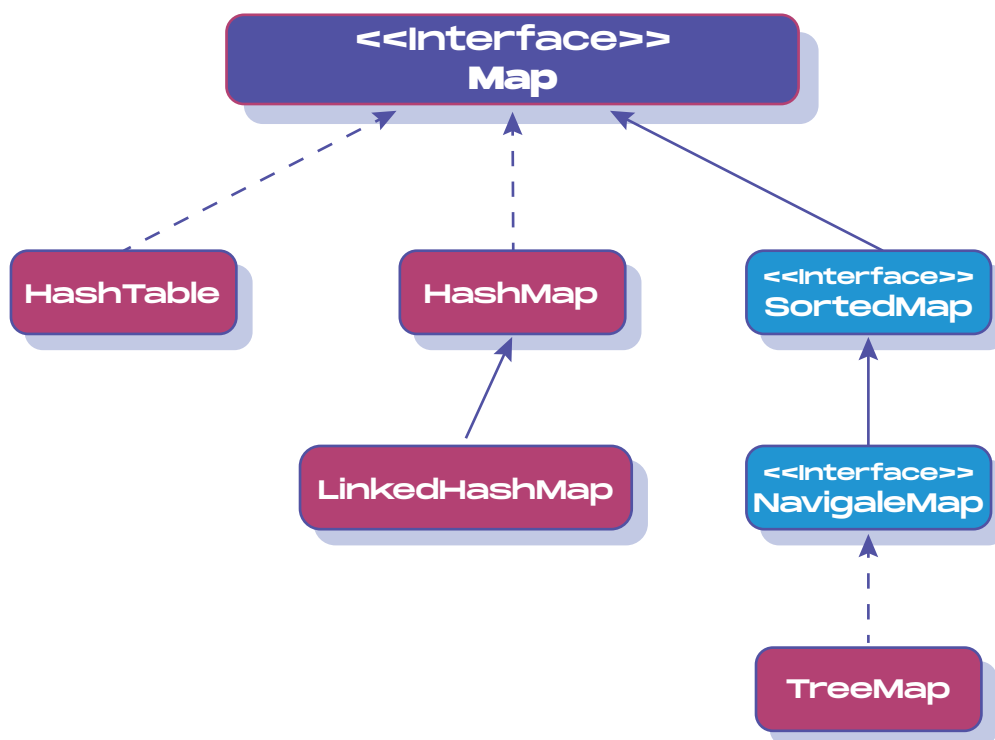 <<Interface>>
Map
HashTable
HashMap
<<Interface>>
SortedMap
LinkedHashMap
<<Interface>>
NavigaleMap
TreeMap